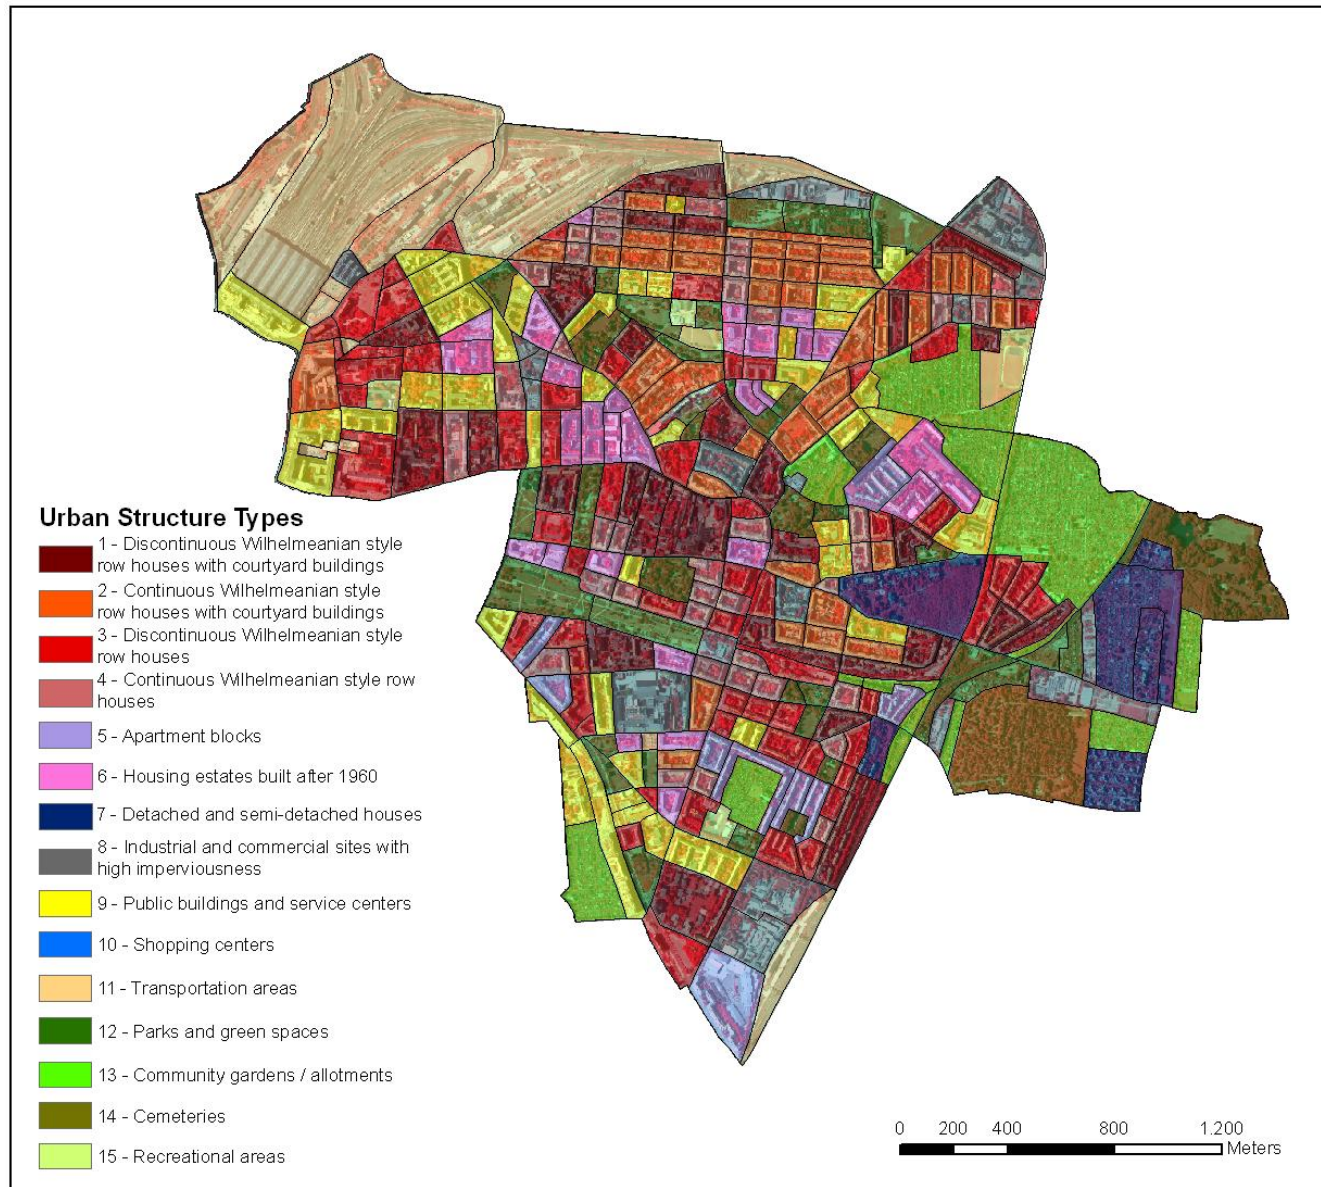 Urban Structure Types
1 - Discontinuous Wilhelmeanian style
row houses with courtyard buildings
2 - Continuous Wilhelmeanian style
row houses with courtyard buildings
3 - Discontinuous Wilhelmeanian style
row houses
4 - Continuous Wilhelmeanian style row
houses
5 - Apartment blocks
6 - Housing estates built after 1960
7 - Detached and semi-detached houses
8 - Industrial and commercial sites with
high imperviousness
9 - Public buildings and service centers
10 - Shopping centers
11 - Transportation areas
12 - Parks and green spaces
13 - Community gardens / allotments
14 - Cemeteries
15 - Recreational areas
0 200 400 800 1.200
Meters